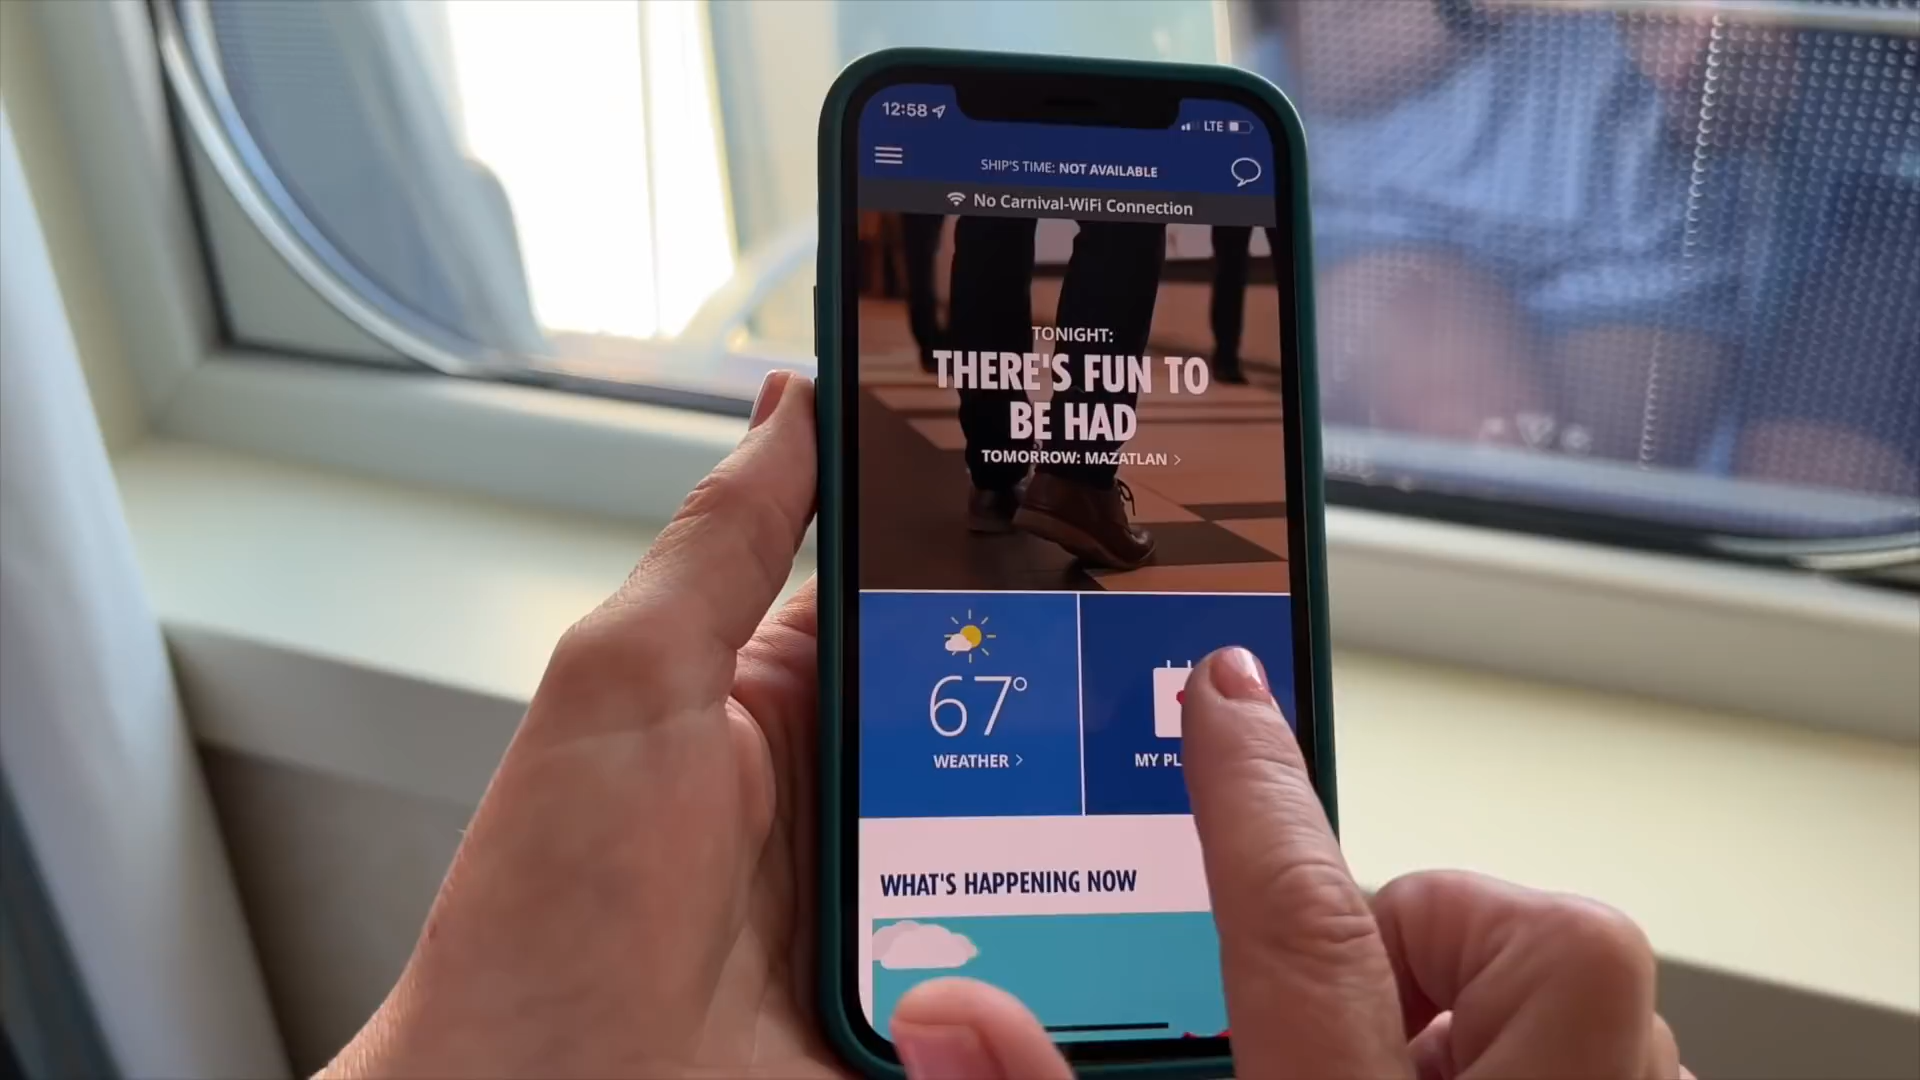 12:58
LTE
SHIP'S TIME: NOT AVAILABLE
No Carnival-WiFi Connection
TONIGHT:
THERE'S FUN TO
BE HAD
TOMORROW: MAZATLAN >
67°
WEATHER >
MY
WHAT'S HAPPENING NOW